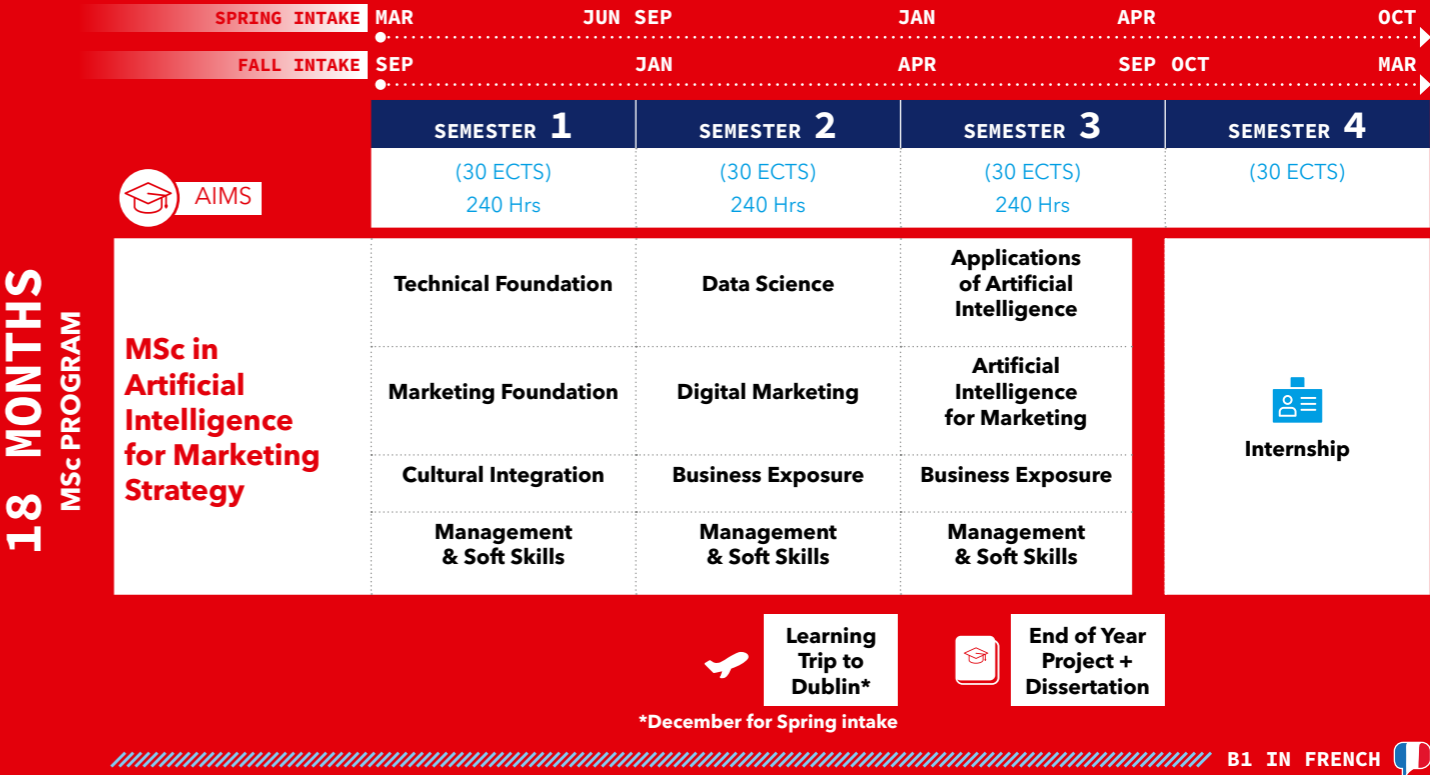 SPRING INTAKE MAR JUN SEP JAN APR OCT
FALL INTAKE SEP JAN APR SEP OCT MAR
SEMESTER 1 SEMESTER 2 SEMESTER 3 SEMESTER 4
(30 ECTS) (30 ECTS) (30 ECTS) (30 ECTS)
240 Hrs 240 Hrs 240 Hrs
AIMS
18 MONTHS
MSc PROGRAM
MSc in
Artificial
Intelligence
for Marketing
Strategy
Technical Foundation
Data Science
Applications
of Artificial
Intelligence
Marketing Foundation
Digital Marketing
Artificial
Intelligence
for Marketing
Cultural Integration
Business Exposure
Business Exposure
Management
& Soft Skills
Management
& Soft Skills
Management
& Soft Skills
Internship
Learning
Trip to
Dublin*
End of Year
Project +
Dissertation
*December for Spring intake
B1 IN FRENCH